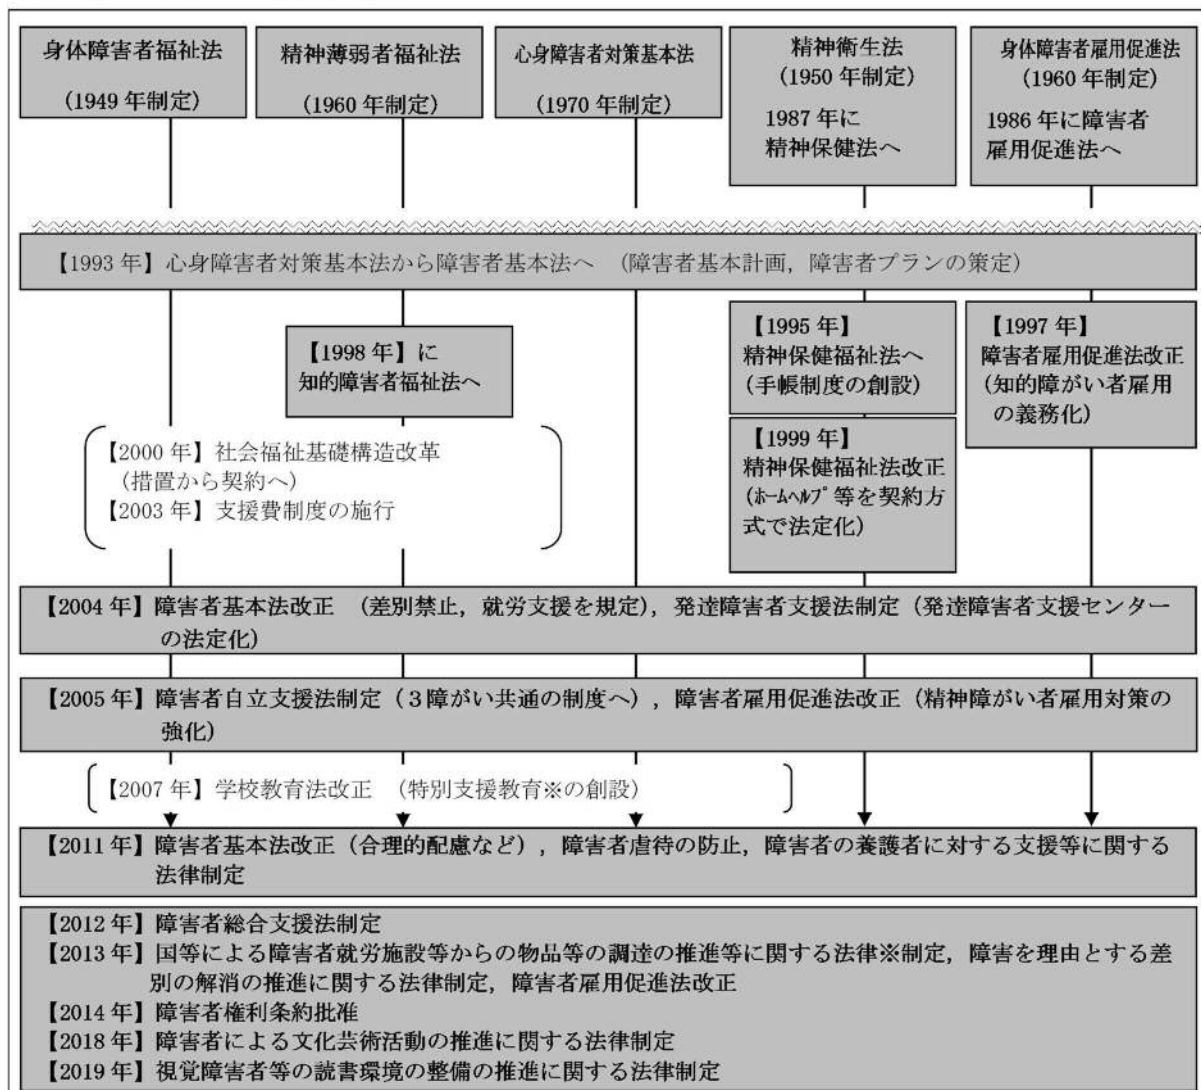 身体障害者福祉法
(1949 年制定)
精神薄弱者福祉法
(1960 年制定)
心身障害者対策基本法
(1970 年制定)
精神衛生法
(1950 年制定)
1987 年に
精神保健法へ
身体障害者雇用促進法
(1960 年制定)
1986 年に障害者
雇用促進法へ
【1993 年】心身障害者対策基本法から障害者基本法へ (障害者基本計画，障害者プランの策定)
【1998 年】に
知的障害者福祉法へ
【1995 年】
精神保健福祉法へ
(手帳制度の創設)
【1997 年】
障害者雇用促進法改正
(知的障がい者雇用
の義務化)
【2000 年】社会福祉基礎構造改革
(措置から契約へ)
【2003 年】支援費制度の施行
【1999 年】
精神保健福祉法改正
(ﾎｰﾑﾍﾙﾌﾟ等を契約方
式で法定化)
【2004 年】障害者基本法改正 (差別禁止，就労支援を規定)，発達障害者支援法制定(発達障害者支援センター
の法定化)
【2005 年】障害者自立支援法制定(３障がい共通の制度へ)，障害者雇用促進法改正(精神障がい者雇用対策の
強化)
【2007 年】学校教育法改正 (特別支援教育※の創設)
【2011 年】障害者基本法改正(合理的配慮など)，障害者虐待の防止，障害者の養護者に対する支援等に関する
法律制定
【2012 年】障害者総合支援法制定
【2013 年】国等による障害者就労施設等からの物品等の調達の推進等に関する法律※制定，障害を理由とする差
別の解消の推進に関する法律制定，障害者雇用促進法改正
【2014 年】障害者権利条約批准
【2018 年】障害者による文化芸術活動の推進に関する法律制定
【2019 年】視覚障害者等の読書環境の整備の推進に関する法律制定